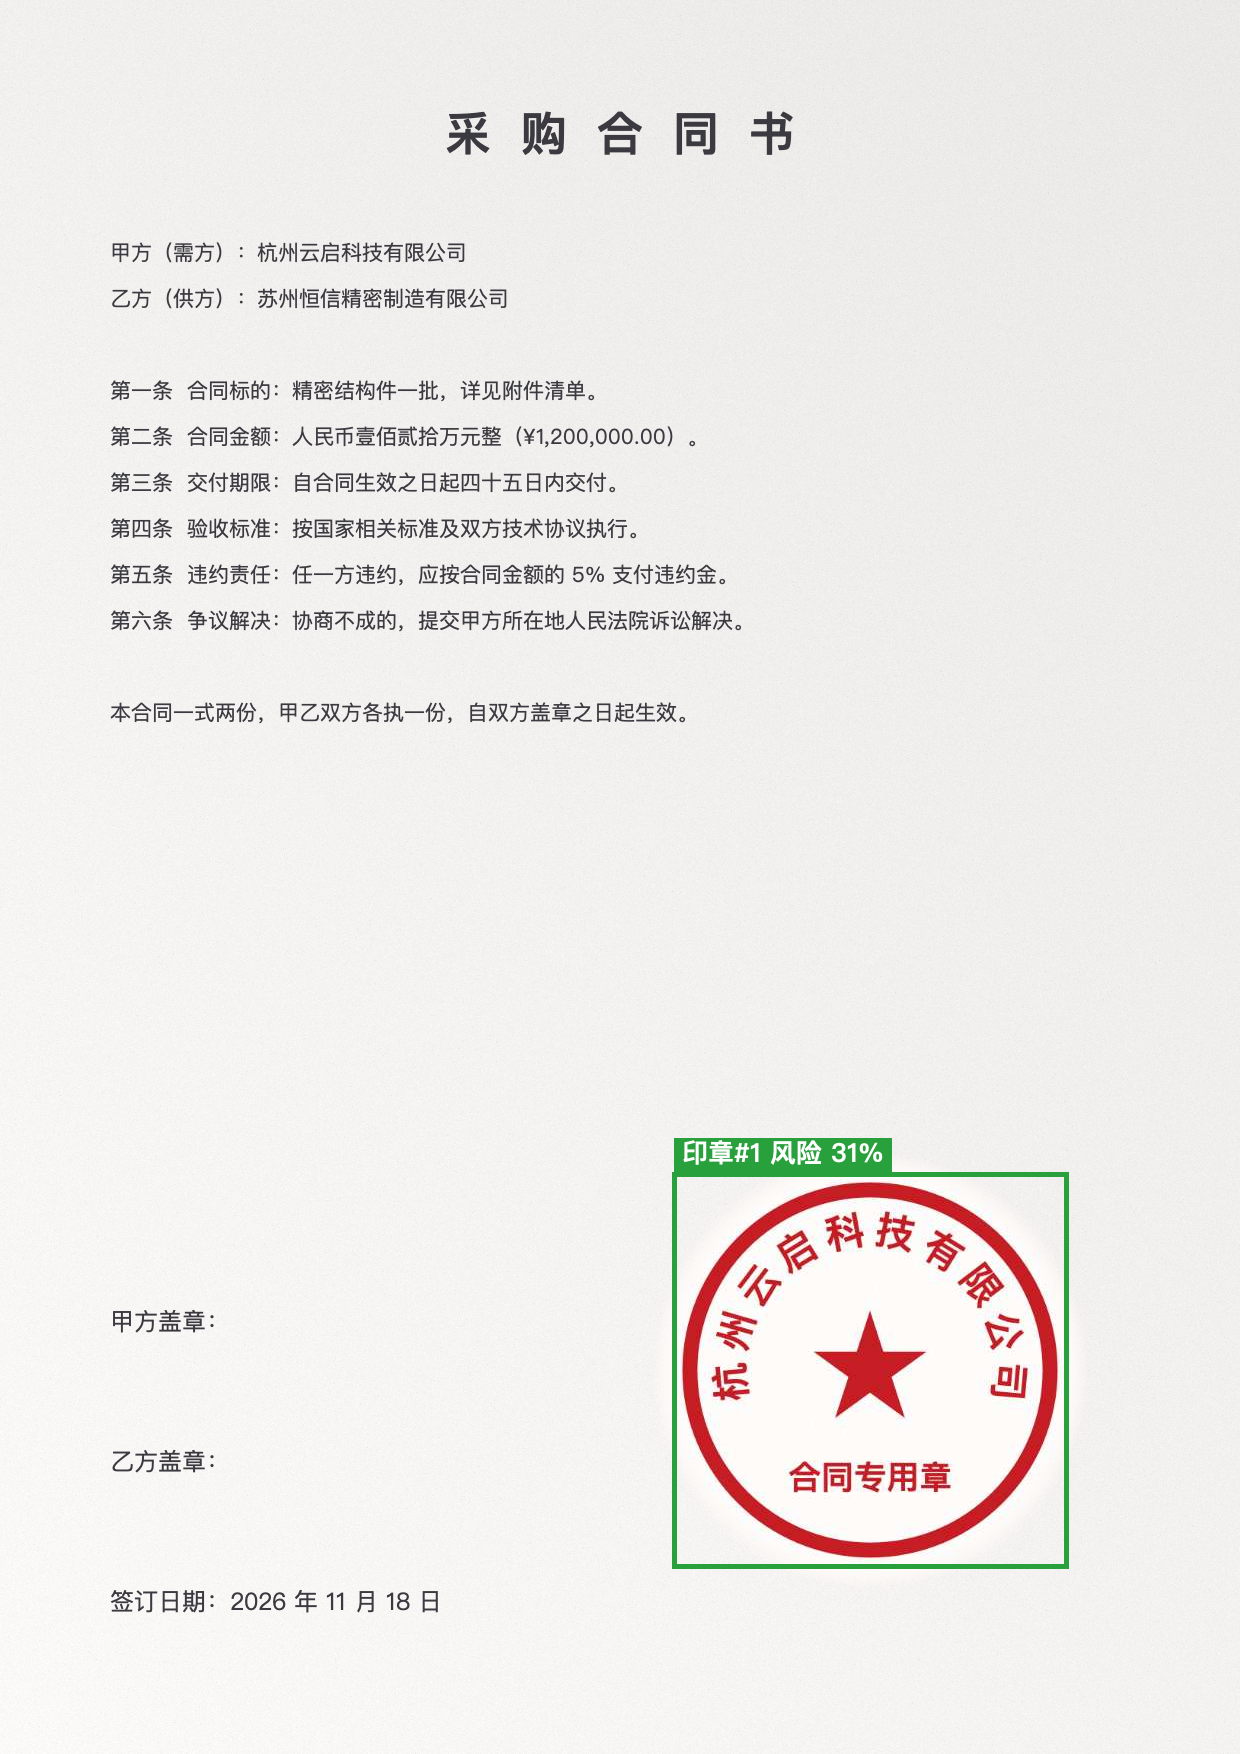 采购合同书
甲方（需方）：杭州云启科技有限公司
乙方（供方）：苏州恒信精密制造有限公司
第一条 合同标的：精密结构件一批，详见附件清单。
第二条 合同金额：人民币壹佰贰拾万元整（¥1,200,000.00）。
第三条 交付期限：自合同生效之日起四十五日内交付。
第四条 验收标准：按国家相关标准及双方技术协议执行。
第五条 违约责任：任一方违约，应按合同金额的 5% 支付违约金。
第六条 争议解决：协商不成的，提交甲方所在地人民法院诉讼解决。
本合同一式两份，甲乙双方各执一份，自双方盖章之日起生效。
印章#1 风险 31%
杭州云启科技有限公司
甲方盖章：
乙方盖章：
合同专用章
签订日期：2026 年 11 月 18 日